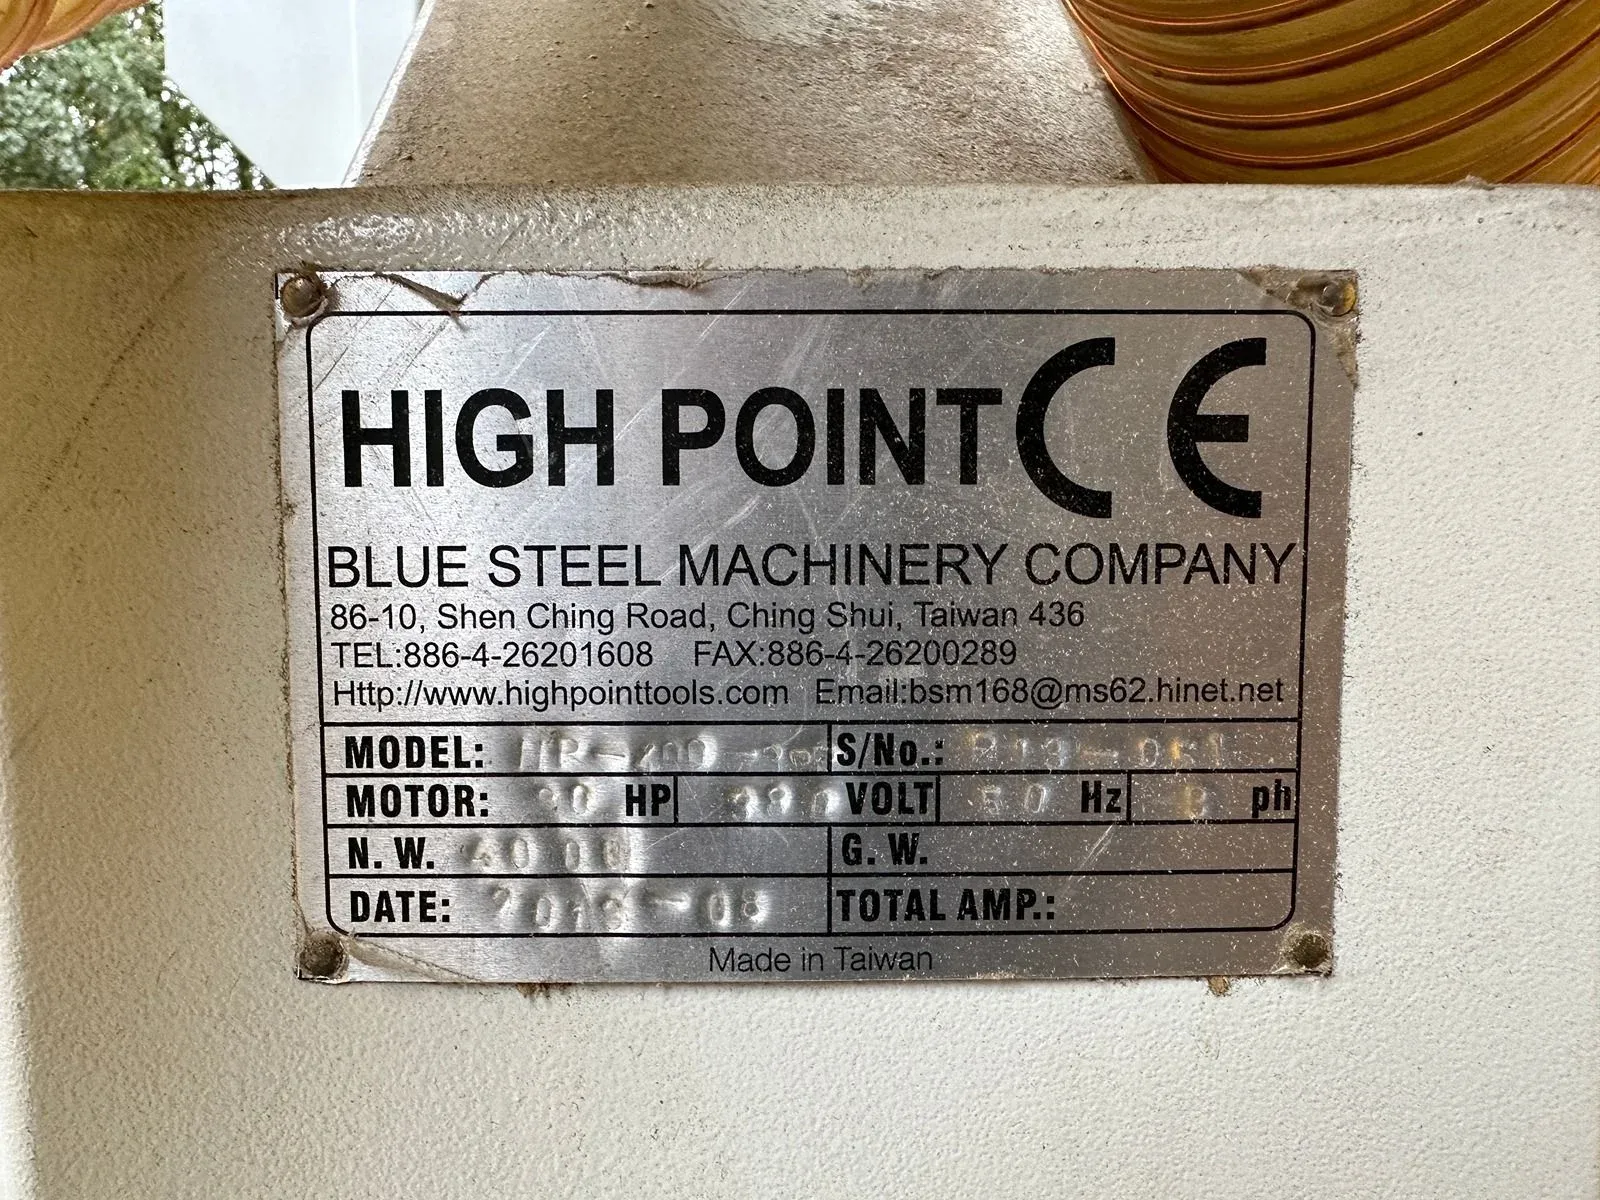 HIGH POINT CE
BLUE STEEL MACHINERY COMPANY
86-10, Shen Ching Road, Ching Shui, Taiwan 436
TEL:886-4-26201608 FAX:886-4-26200289
Http://www.highpointtools.com Email:bsm168@ms62.hinet.net
MODEL: S/No.:
MOTOR: HP VOLT 50 Hz ph
N. W. G. W.
DATE: TOTAL AMP.:
Made in Taiwan